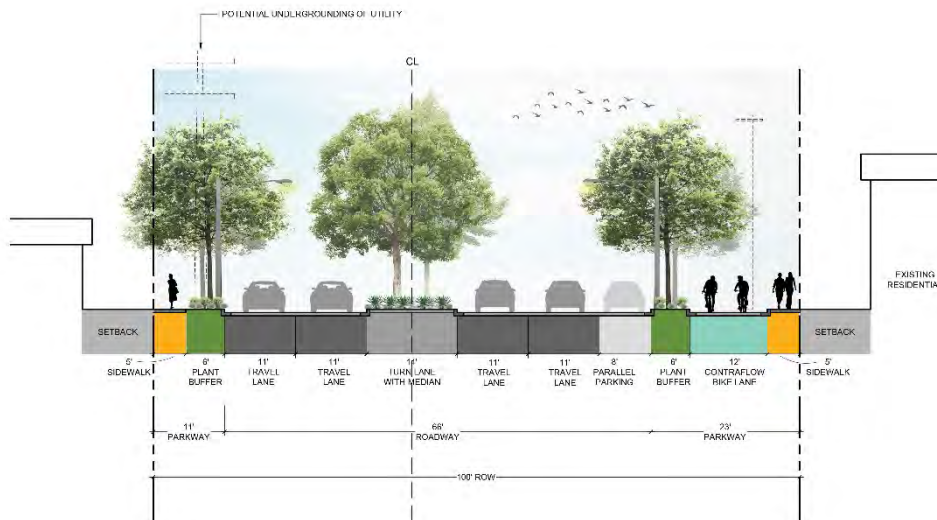 POTENTIAL UNDERGROUNDING OF UTILITY
CL
EXISTING
RESIDENTIAL
SETBACK
SETBACK
5'
SIDEWALK
6'
PLANT
BUFFER
11'
TRAVEL
LANE
11'
TRAVEL
LANE
14'
TURN LANE
WITH MEDIAN
11'
TRAVEL
LANE
11'
TRAVEL
LANE
8'
PARALLEL
PARKING
6'
PLANT
BUFFER
12'
CONTRAFLOW
BIKE LANE
5'
SIDEWALK
11'
PARKWAY
66'
ROADWAY
23'
PARKWAY
100' ROW